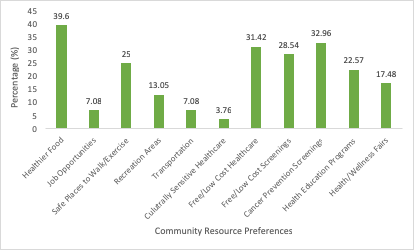 45
40
35
30
25
20
15
10
5
0
Percentage (%)
39.6
7.08
25
13.05
7.08
3.76
31.42
28.54
32.96
22.57
17.48
Healthier Food
Job Opportunities
Safe Places to Walk/Exercise
Recreation Areas
Transportation
Culutrally Sensitive Healthcare
Free/Low Cost Healthcare
Free/Low Cost Screenings
Cancer Prevention Screenings
Health Education Programs
Health/Wellness Fairs
Community Resource Preferences